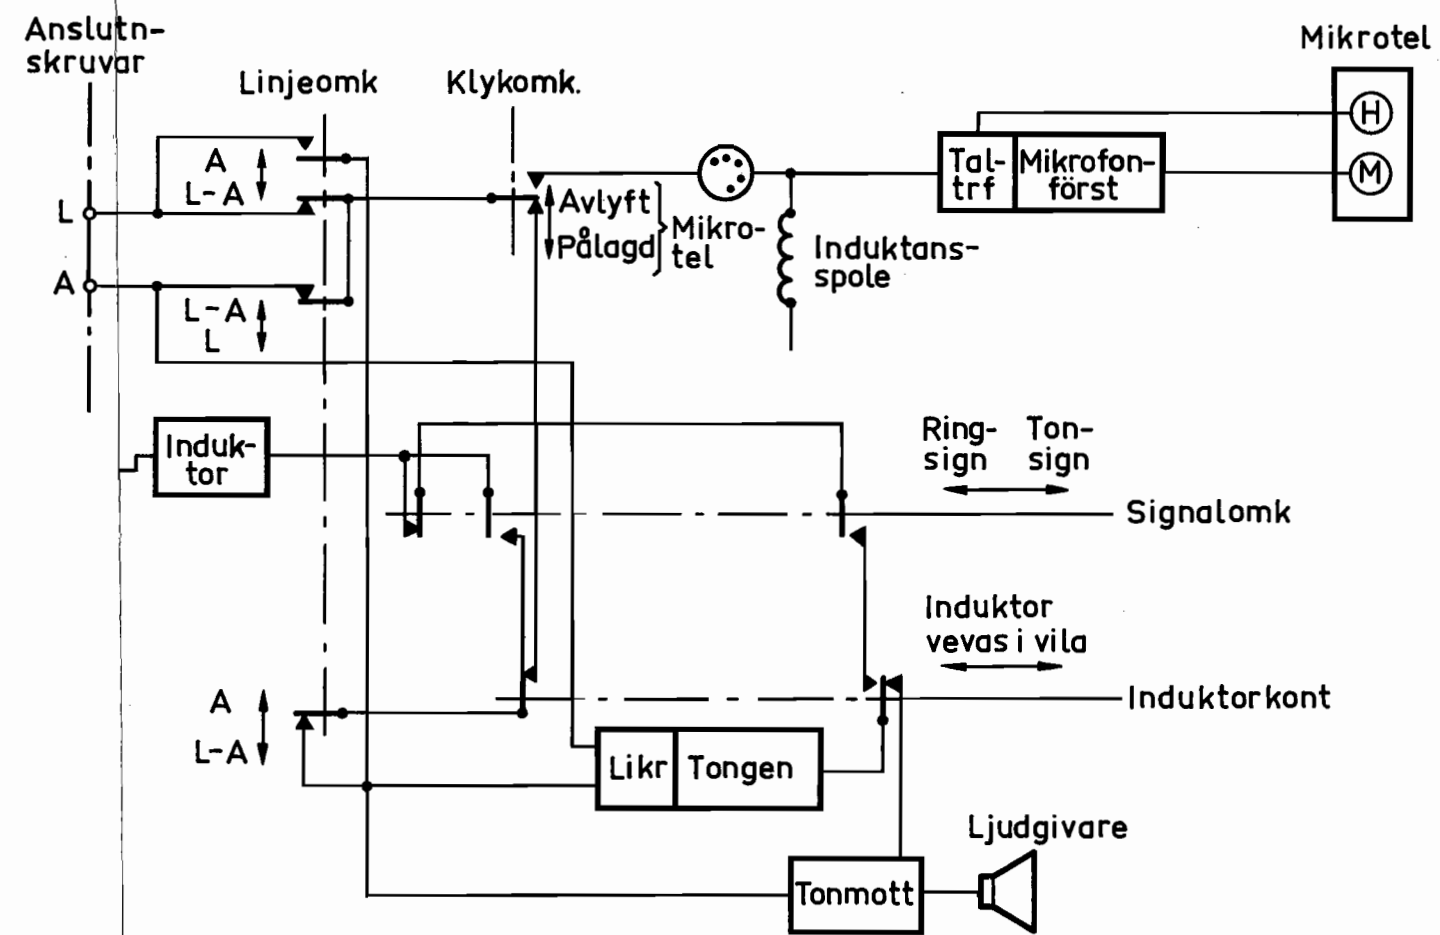 Anslutn-
skruvar
Linjeomk
Klykomk.
Mikrotel
H
M
Tal-
trf
Mikrofon-
först
A
L-A
L
A
L-A
L
Avlyft
Pålagd
Mikro-
tel
Induktans-
spole
Induk-
tor
Ring-
sign
Ton-
sign
Signalomk
Induktor
vevas i vila
Induktorkont
A
L-A
Likr
Tongen
Ljudgivare
Tonmott